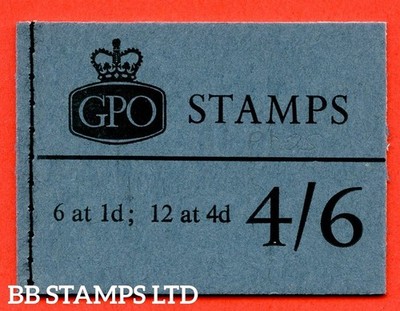 GPO STAMPS
6 at 1d; 12 at 4d 4/6
BB STAMPS LTD